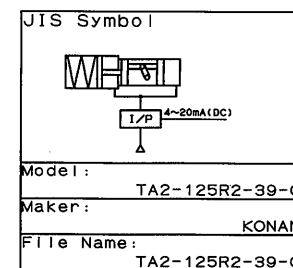 JIS Symbol
4~20mA(DC)
I/P
Model:
TA2-125R2-39-
Maker:
KONAN
File Name:
TA2-125R2-39-